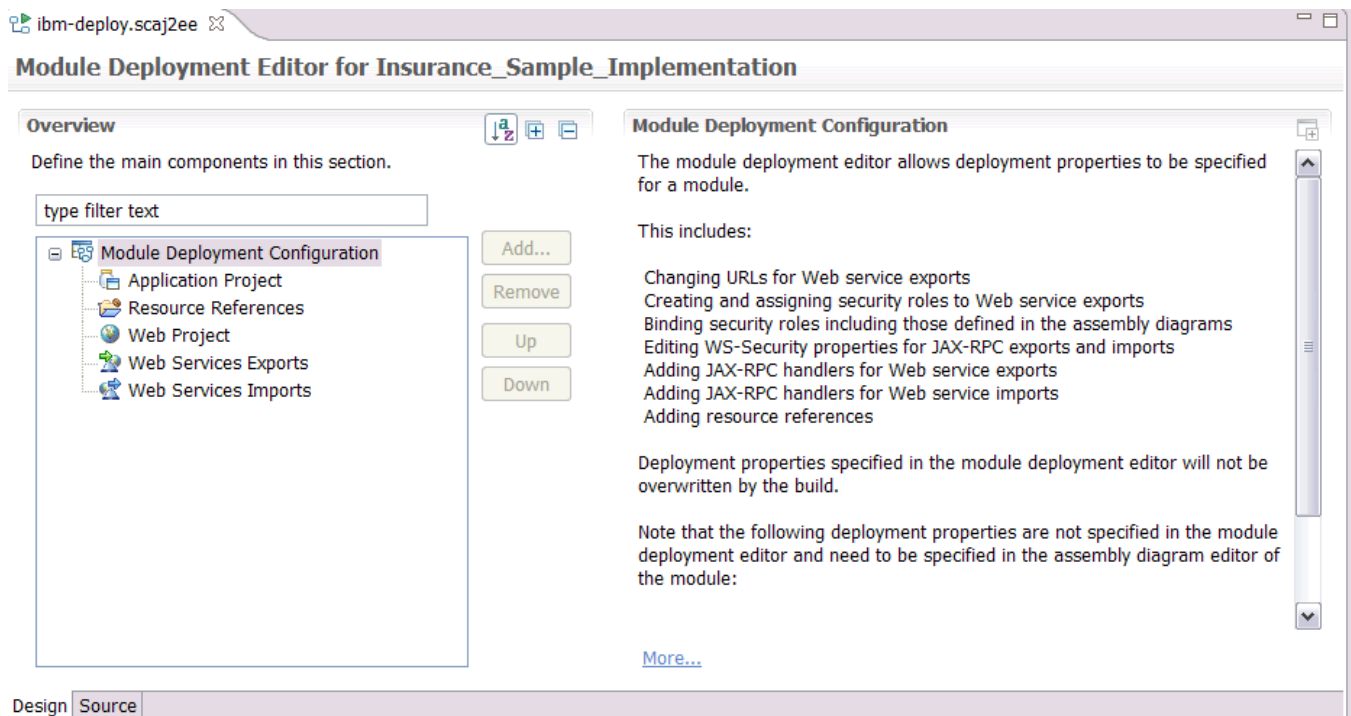 ibm-deploy.scaj2ee
Module Deployment Editor for Insurance_Sample_Implementation
Overview
Define the main components in this section.
type filter text
Module Deployment Configuration
Application Project
Resource References
Web Project
Web Services Exports
Web Services Imports
Add...
Remove
Up
Down
Module Deployment Configuration
The module deployment editor allows deployment properties to be specified
for a module.
This includes:
Changing URLs for Web service exports
Creating and assigning security roles to Web service exports
Binding security roles including those defined in the assembly diagrams
Editing WS-Security properties for JAX-RPC exports and imports
Adding JAX-RPC handlers for Web service exports
Adding JAX-RPC handlers for Web service imports
Adding resource references
Deployment properties specified in the module deployment editor will not be
overwritten by the build.
Note that the following deployment properties are not specified in the module
deployment editor and need to be specified in the assembly diagram editor of
the module:
More...
Design Source